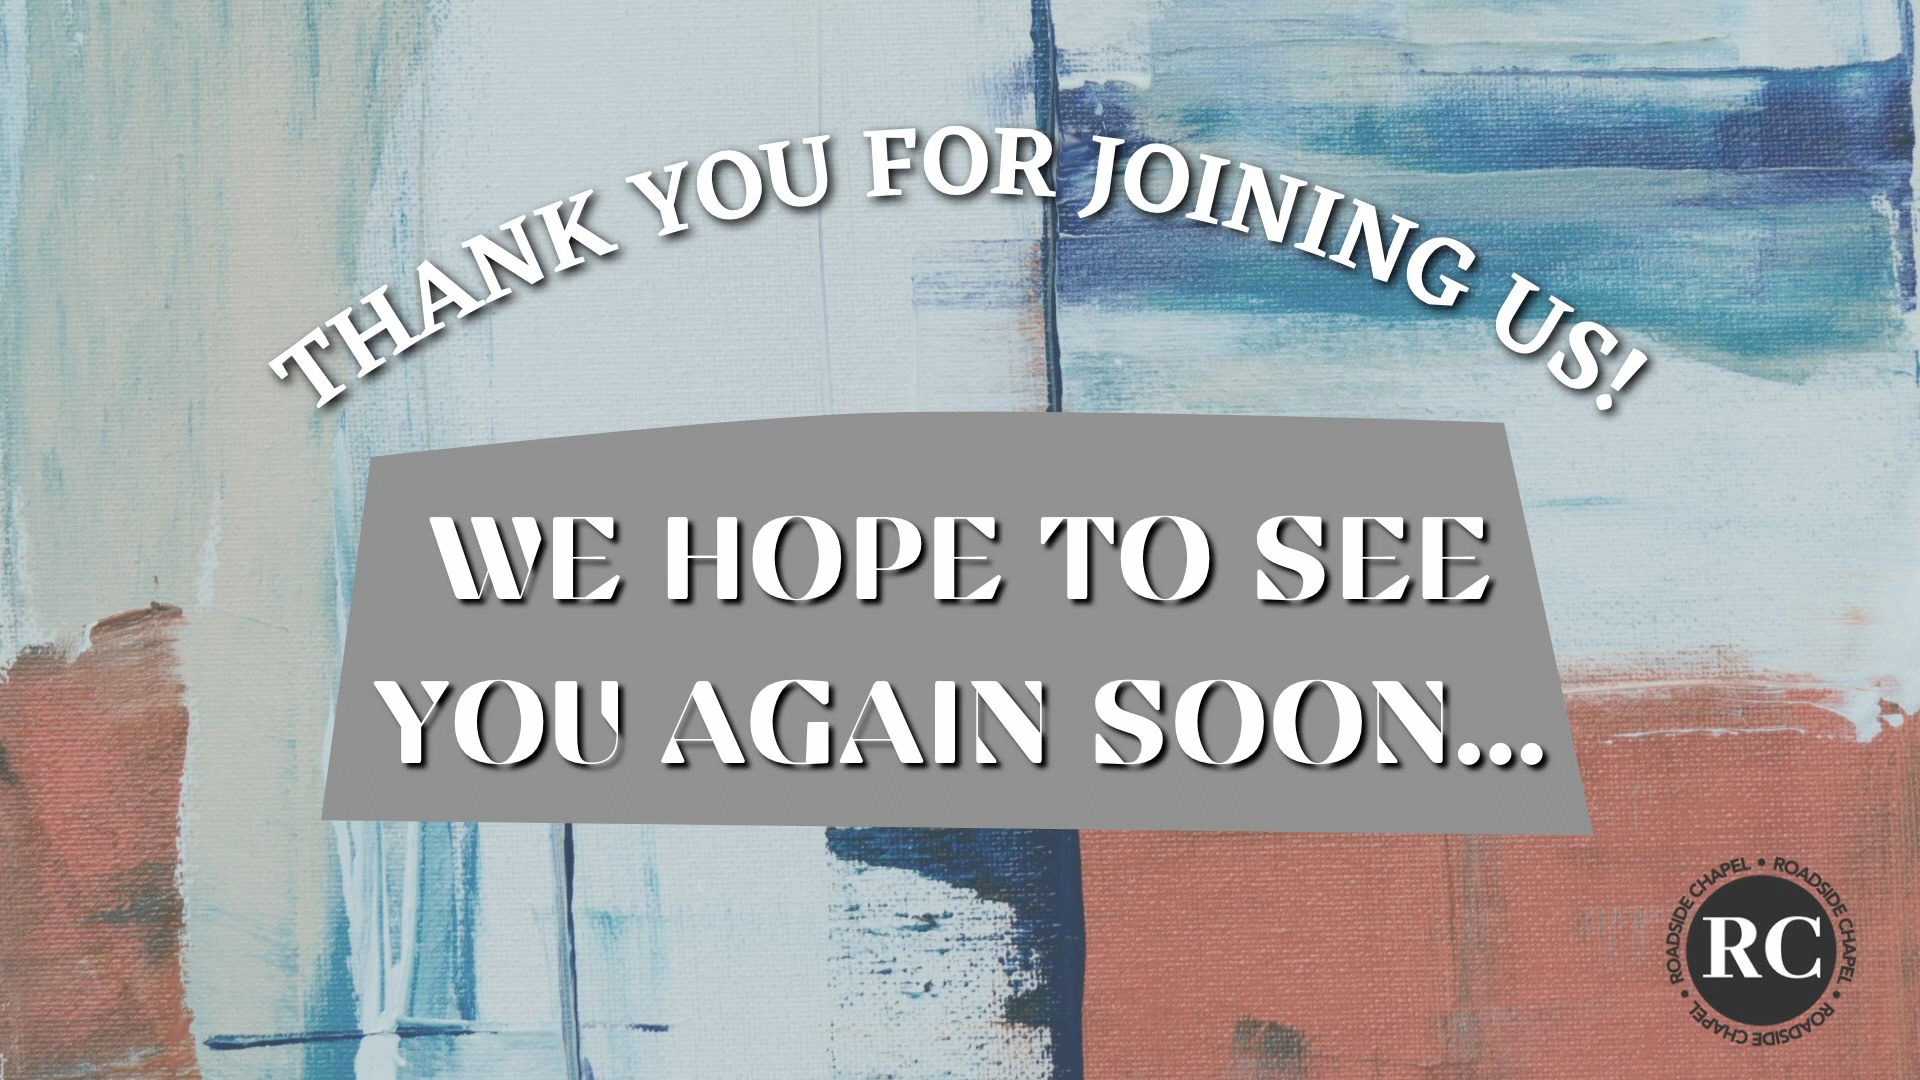 THANK YOU FOR JOINING US!
WE HOPE TO SEE
YOU AGAIN SOON...
ROADSIDE CHAPEL • ROADSIDE CHAPEL • ROADSIDE CHAPEL •
RC